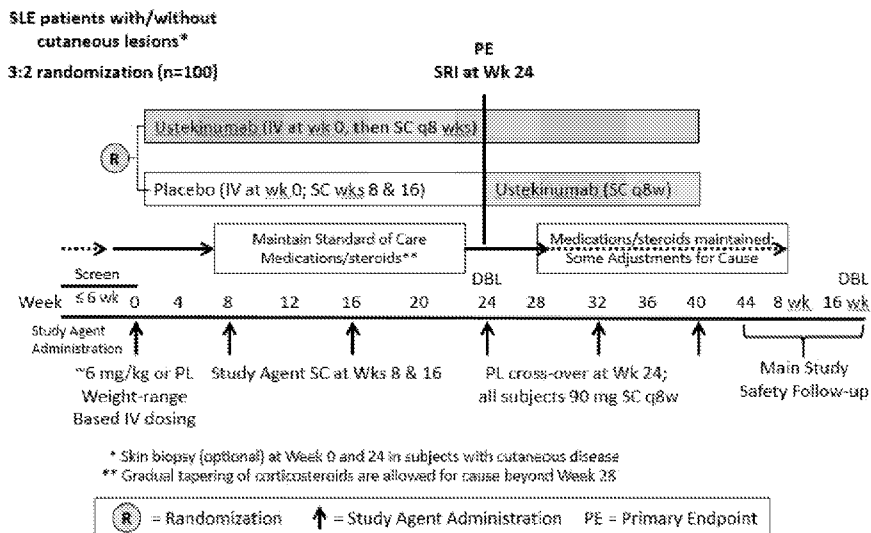 SLE patients with/without
cutaneous lesions*
3:2 randomization (n=100)
PE
SRI at Wk 24
Ustekinumab (IV at wk 0, then SC q8 wks)
R
Placebo (IV at wk 0; SC wks 8 & 16)
Ustekinumab (SC q8w)
Maintain Standard of Care
Medications/steroids**
Medications/steroids maintained;
Some Adjustments for Cause
Screen
≤ 6 wk
DBL
DBL
Week 0 4 8 12 16 20 24 28 32 36 40 44 8 wk 16 wk
Study Agent
Administration
~6 mg/kg or PL
Weight-range
Based IV dosing
Study Agent SC at Wks 8 & 16
PL cross-over at Wk 24;
all subjects 90 mg SC q8w
Main Study
Safety Follow-up
* Skin biopsy (optional) at Week 0 and 24 in subjects with cutaneous disease
** Gradual tapering of corticosteroids are allowed for cause beyond Week 28
R = Randomization ↑ = Study Agent Administration PE = Primary Endpoint